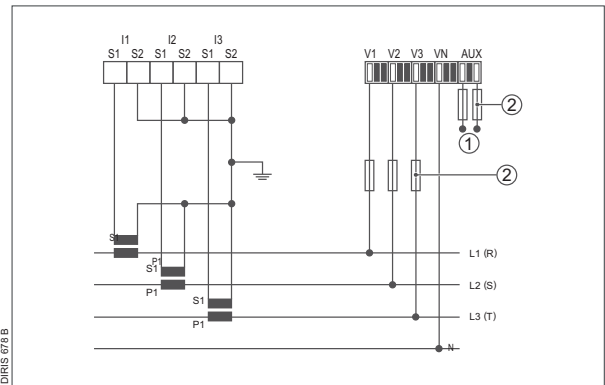 I1 I2 I3
S1 S2 S1 S2 S1 S2
V1 V2 V3 VN AUX
2
1
2
S1
L1 (R)
P1
S1
L2 (S)
P1
S1
L3 (T)
P1
N
DIRIS 678 B